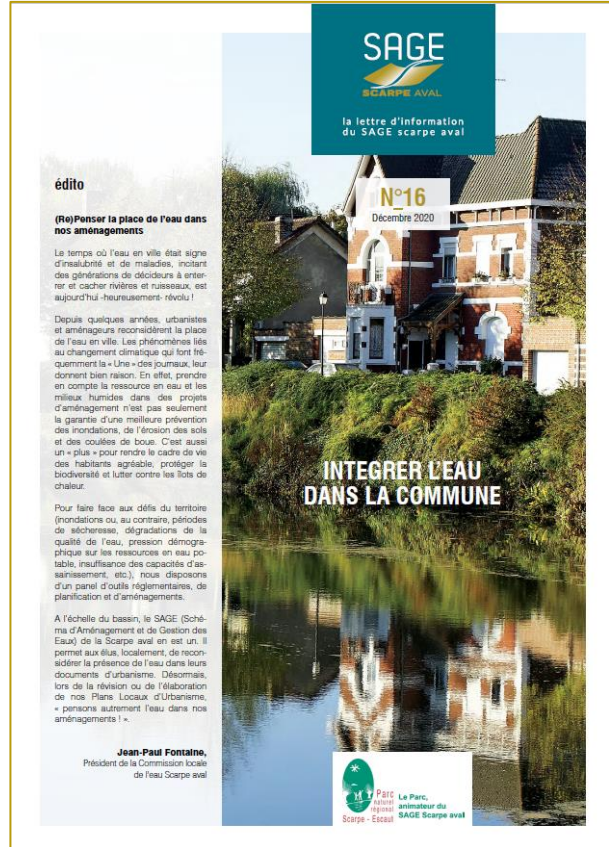 SAGE
SCARPE AVAL
la lettre d'information
du SAGE scarpe aval
N°16
Décembre 2020
édito
(Re)Penser la place de l'eau dans
nos aménagements
Le temps où l'eau en ville était signe
d'insalubrité et de maladies, incitant
des générations de décideurs à enter-
rer et cacher rivières et ruisseaux, est
aujourd'hui -heureusement- révolu !
Depuis quelques années, urbanistes
et aménageurs reconsidèrent la place
de l'eau en ville. Les phénomènes liés
au changement climatique qui font fré-
quemment la « Une » des journaux, leur
donnent bien raison. En effet, prendre
en compte la ressource en eau et les
milieux humides dans des projets
d'aménagement n'est pas seulement
la garantie d'une meilleure prévention
des inondations, de l'érosion des sols
et des coulées de boue. C'est aussi
un « plus » pour rendre le cadre de vie
des habitants agréable, protéger la
biodiversité et lutter contre les îlots de
chaleur.
Pour faire face aux défis du territoire
(inondations ou, au contraire, périodes
de sécheresse, dégradations de la
qualité de l'eau, pression démogra-
phique sur les ressources en eau po-
table, insuffisance des capacités d'as-
sainissement, etc.), nous disposons
d'un panel d'outils réglementaires, de
planification et d'aménagements.
A l'échelle du bassin, le SAGE (Sché-
ma d'Aménagement et de Gestion des
Eaux) de la Scarpe aval en est un. Il
permet aux élus, localement, de recon-
sidérer la présence de l'eau dans leurs
documents d'urbanisme. Désormais,
lors de la révision ou de l'élaboration
de nos Plans Locaux d'Urbanisme,
« pensons autrement l'eau dans nos
aménagements ! ».
Jean-Paul Fontaine,
Président de la Commission locale
de l'eau Scarpe aval
INTEGRER L'EAU
DANS LA COMMUNE
Parc
naturel
régional
Scarpe - Escaut
Le Parc,
animateur du
SAGE Scarpe aval